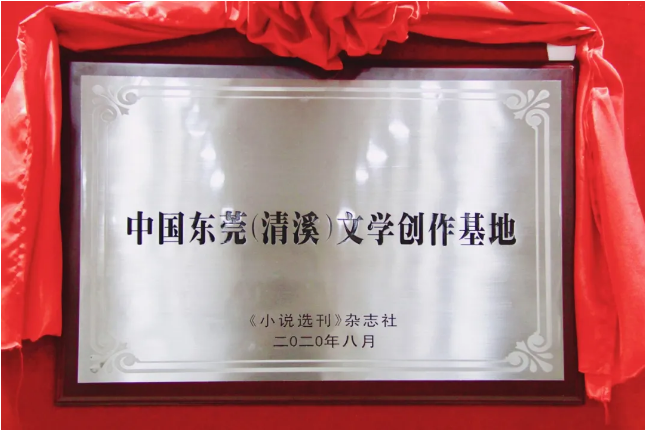 中国东莞(清溪)文学创作基地
《小说选刊》杂志社
二〇二〇年八月